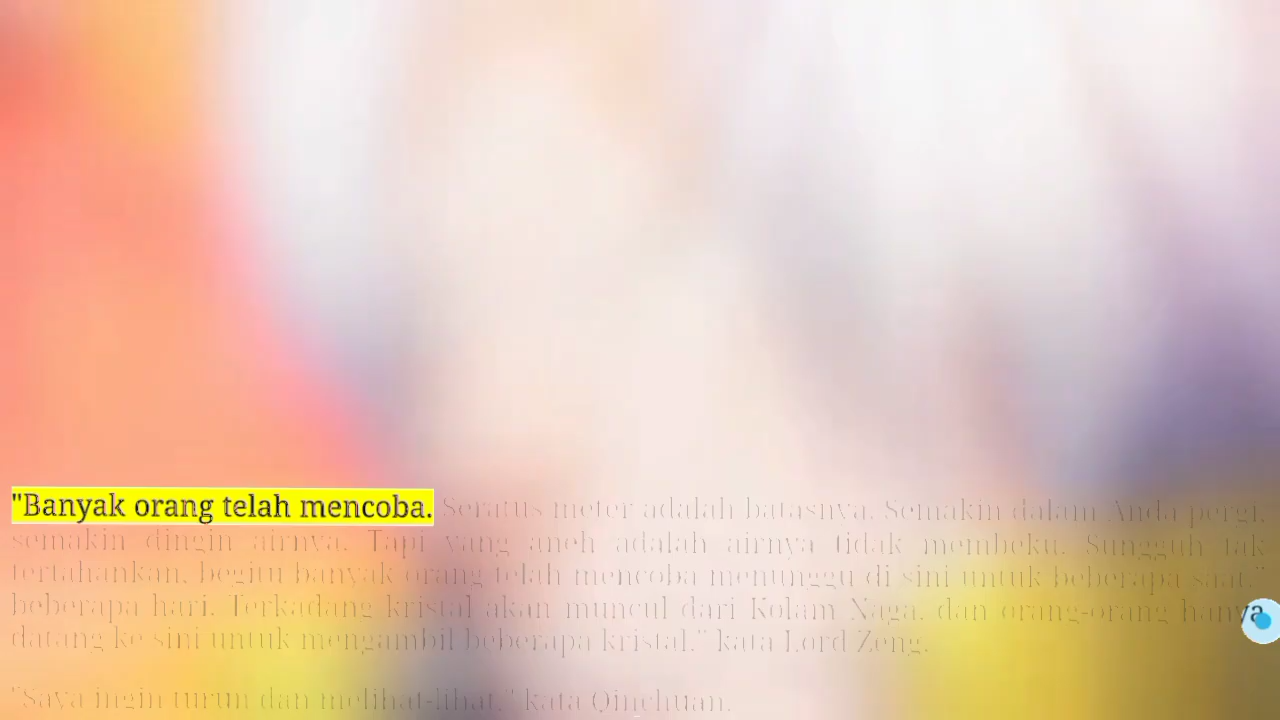 "Banyak orang telah mencoba. Seratus meter adalah batasnya. Semakin dalam Anda pergi,
semakin dingin airnya. Tapi yang aneh adalah airnya tidak membeku. Sungguh tak
tertahankan, begitu banyak orang telah mencoba menunggu di sini untuk beberapa saat."
beberapa hari. Terkadang kristal akan muncul dari Kolam Naga, dan orang-orang hanya
datang ke sini untuk mengambil beberapa kristal." kata Lord Zeng.
"Saya ingin turun dan melihat-lihat." kata Qinchuan.